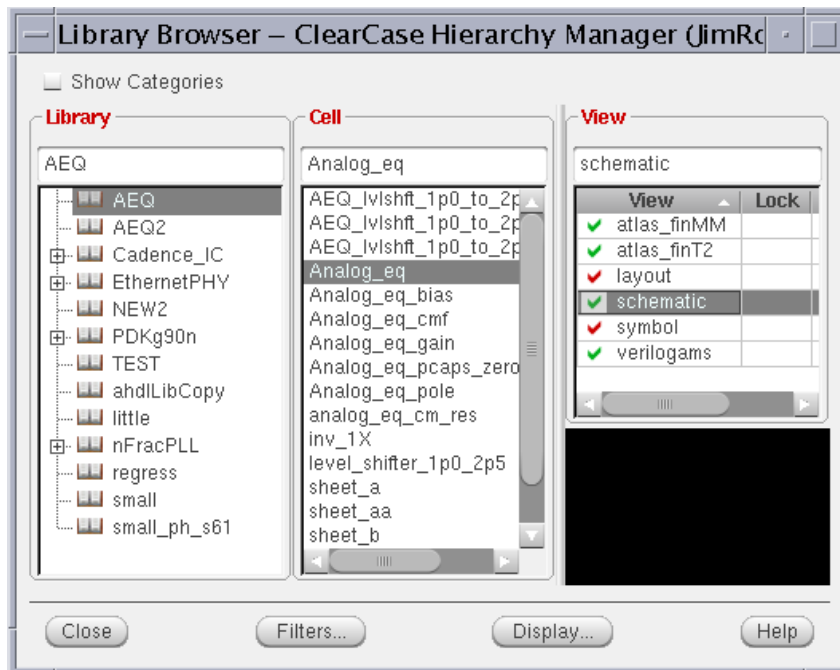 Library Browser – ClearCase Hierarchy Manager (JimRo
Show Categories
Library
AEQ
AEQ
AEQ2
Cadence_IC
EthernetPHY
NEW2
PDKg90n
TEST
ahdlLibCopy
little
nFracPLL
regress
small
small_ph_s61
Cell
Analog_eq
AEQ_lvlshft_1p0_to_2p
AEQ_lvlshft_1p0_to_2p
AEQ_lvlshft_1p0_to_2p
Analog_eq
Analog_eq_bias
Analog_eq_cmf
Analog_eq_gain
Analog_eq_pcaps_zero
Analog_eq_pole
analog_eq_cm_res
inv_1X
level_shifter_1p0_2p5
sheet_a
sheet_aa
sheet_b
View
schematic
View Lock
atlas_finMM
atlas_finT2
layout
schematic
symbol
verilogams
Close Filters... Display... Help